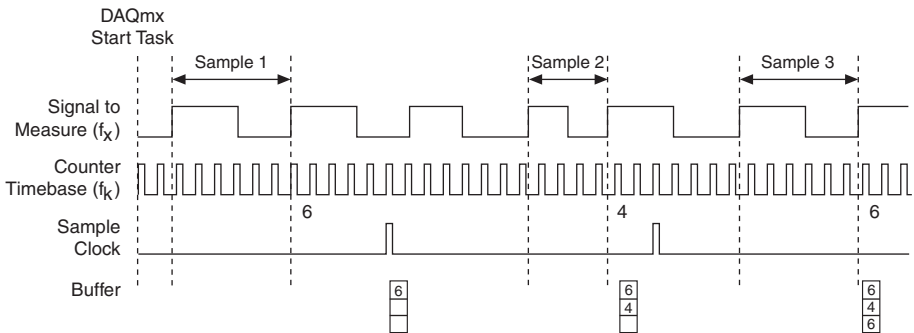 DAQmx
Start Task
Sample 1
Sample 2
Sample 3
Signal to
Measure (fx)
Counter
Timebase (fk)
6
4
6
Sample
Clock
Buffer
6
6
4
6
4
6